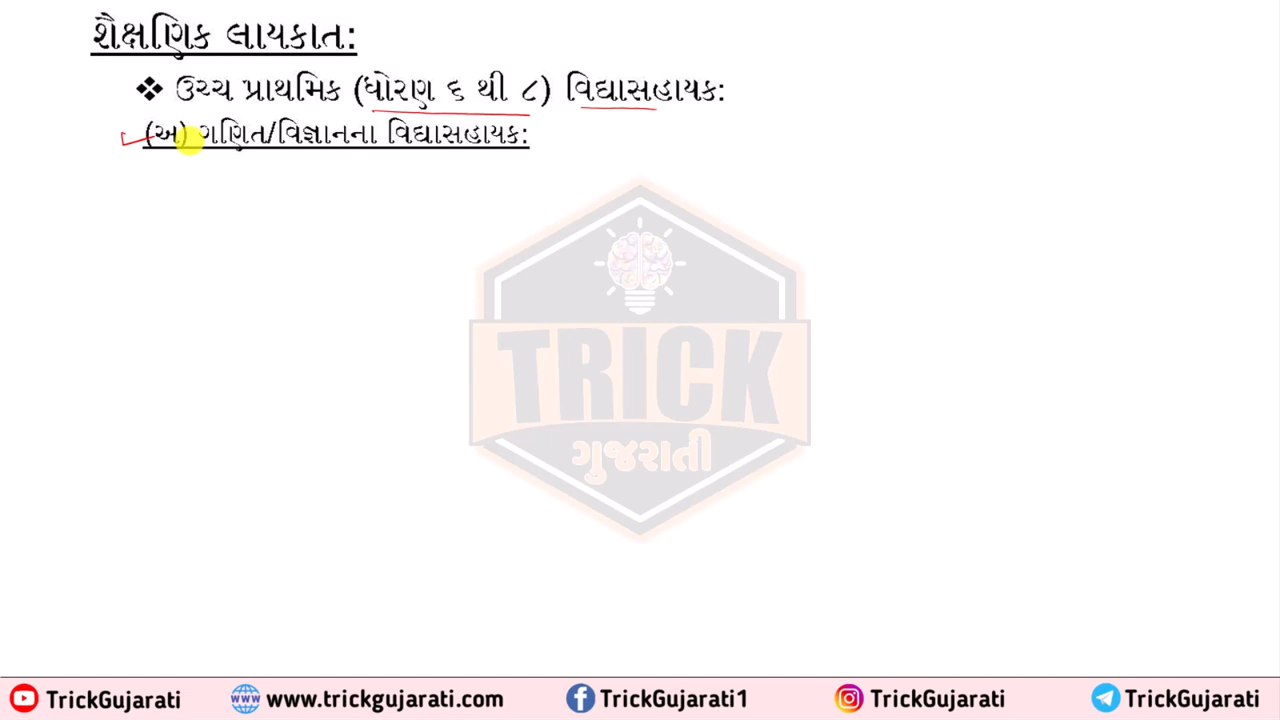 શૈક્ષણિક લાયકાત:
❖ ઉચ્ચ પ્રાથમિક (ધોરણ ૬ થી ૮) વિદ્યાસહાયક:
(અ) ગણિત/વિજ્ઞાનના વિદ્યાસહાયક:
TRICK
ગુજરાતી
TrickGujarati www.trickgujarati.com TrickGujarati1 TrickGujarati TrickGujarati